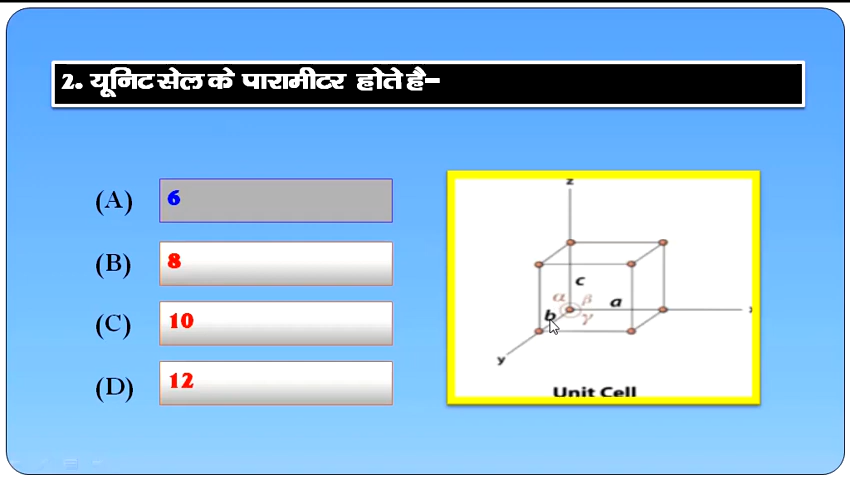 2. यूनिट सेल के पारामीटर होते है-
(A) 6
(B) 8
(C) 10
(D) 12
z
c
α β
a
b γ
x
y
Unit Cell